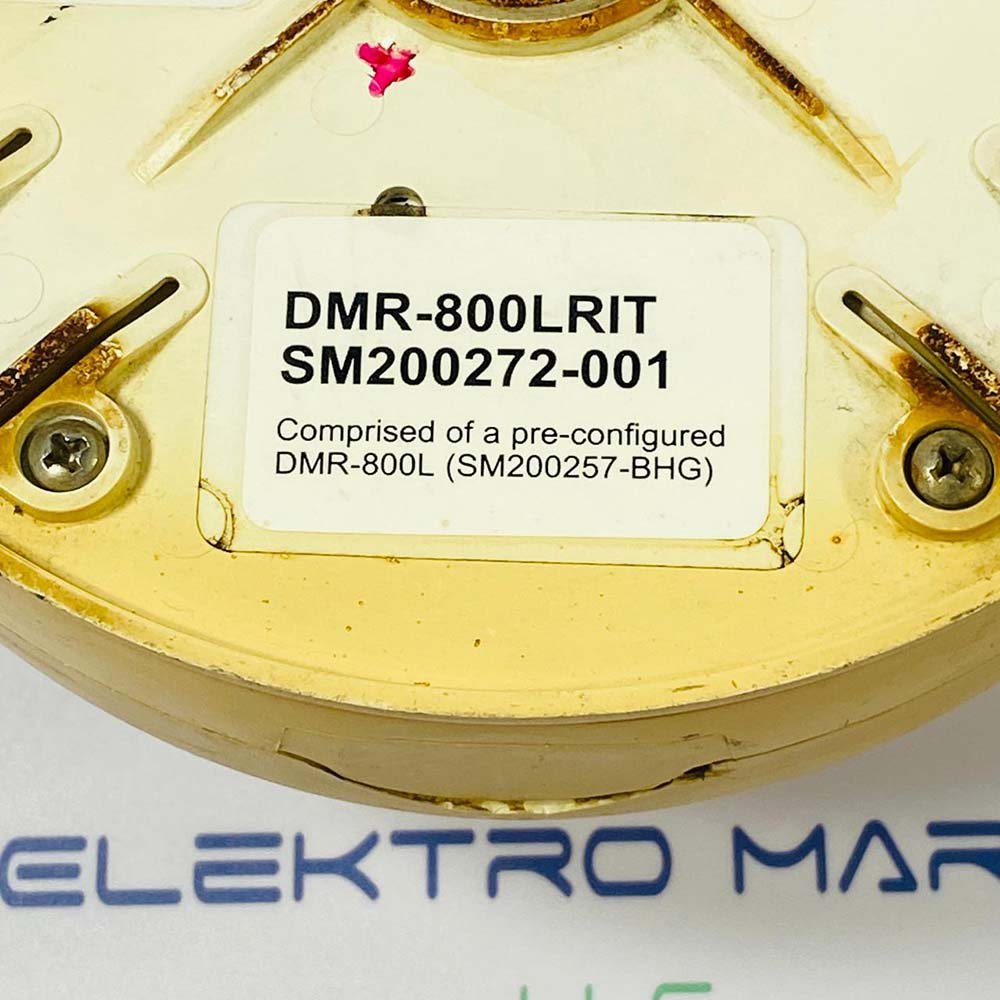 DMR-800LRIT
SM200272-001
Comprised of a pre-configured
DMR-800L (SM200257-BHG)
ELEKTRO MAR